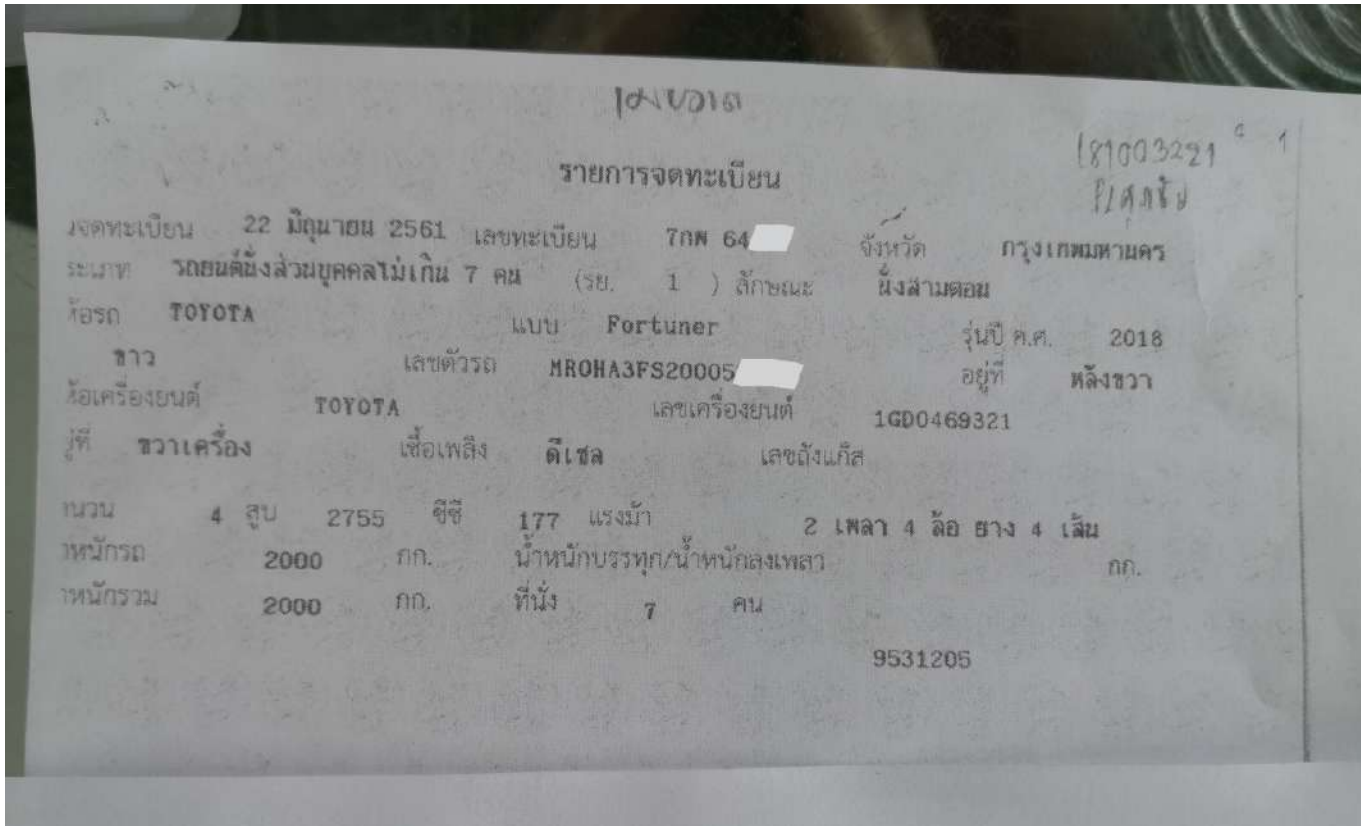 เมขวาด
181003221
รายการจดทะเบียน
จดทะเบียน 22 มิถุนายน 2561 เลขทะเบียน 7กพ 64 จังหวัด กรุงเทพมหานคร
ระเภท รถยนต์นั่งส่วนบุคคลไม่เกิน 7 คน (รย. 1 ) ลักษณะ นั่งสามตอน
ห้อรถ TOYOTA แบบ Fortuner รุ่นปี ค.ศ. 2018
ขาว เลขตัวรถ MROHA3FS20005 อยู่ที่ หลังขวา
ห้อเครื่องยนต์ TOYOTA เลขเครื่องยนต์ 1GD0469321
ยู่ที่ ขวาเครื่อง เชื้อเพลิง ดีเซล เลขถังแก๊ส
านวน 4 สูบ 2755 ซีซี 177 แรงม้า 2 เพลา 4 ล้อ ยาง 4 เส้น
าหนักรถ 2000 กก. น้ำหนักบรรทุก/น้ำหนักลงเพลา กก.
าหนักรวม 2000 กก. ที่นั่ง 7 คน
9531205